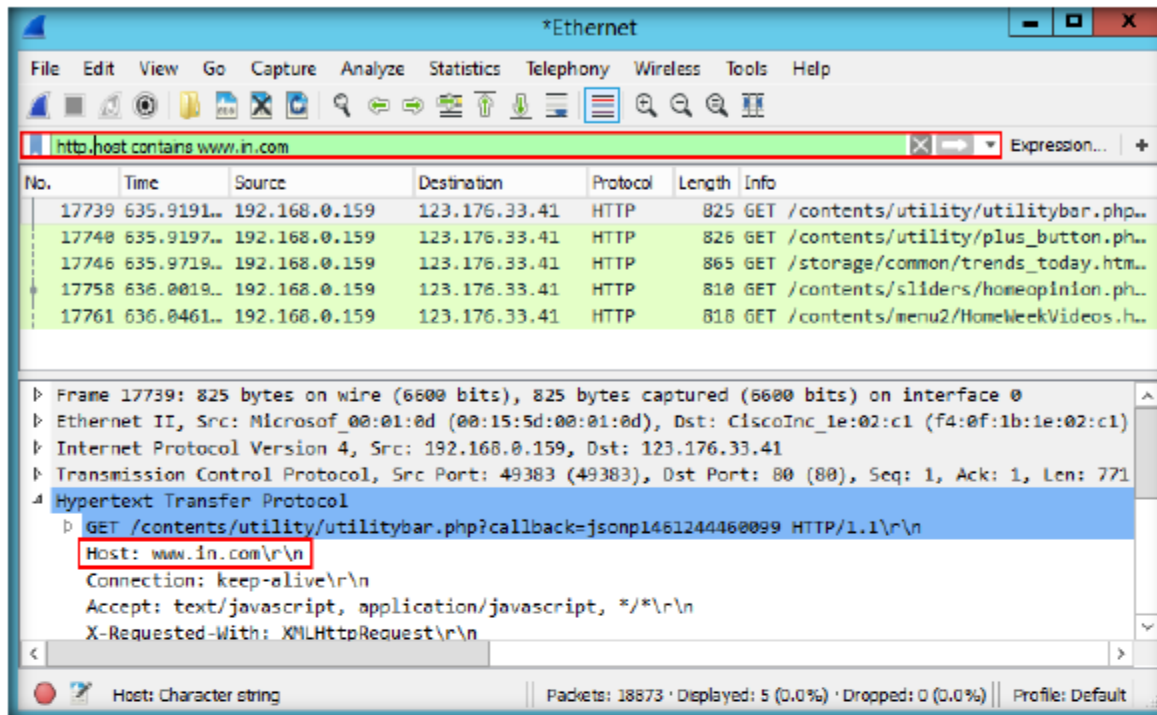 *Ethernet
File Edit View Go Capture Analyze Statistics Telephony Wireless Tools Help
http.host contains www.in.com Expression... +
No. Time Source Destination Protocol Length Info
17739 635.9191… 192.168.0.159 123.176.33.41 HTTP 825 GET /contents/utility/utilitybar.php…
17740 635.9197… 192.168.0.159 123.176.33.41 HTTP 826 GET /contents/utility/plus_button.ph…
17746 635.9719… 192.168.0.159 123.176.33.41 HTTP 865 GET /storage/common/trends_today.htm…
17758 636.0019… 192.168.0.159 123.176.33.41 HTTP 810 GET /contents/sliders/homeopinion.ph…
17761 636.0461… 192.168.0.159 123.176.33.41 HTTP 818 GET /contents/menu2/HomeWeekVideos.h…
Frame 17739: 825 bytes on wire (6600 bits), 825 bytes captured (6600 bits) on interface 0
Ethernet II, Src: Microsof_00:01:0d (00:15:5d:00:01:0d), Dst: CiscoInc_1e:02:c1 (f4:0f:1b:1e:02:c1)
Internet Protocol Version 4, Src: 192.168.0.159, Dst: 123.176.33.41
Transmission Control Protocol, Src Port: 49383 (49383), Dst Port: 80 (80), Seq: 1, Ack: 1, Len: 771
Hypertext Transfer Protocol
GET /contents/utility/utilitybar.php?callback=jsonp1461244460099 HTTP/1.1\r\n
Host: www.in.com\r\n
Connection: keep-alive\r\n
Accept: text/javascript, application/javascript, */*\r\n
X-Requested-With: XMLHttpRequest\r\n
Host: Character string Packets: 18873 · Displayed: 5 (0.0%) · Dropped: 0 (0.0%) Profile: Default